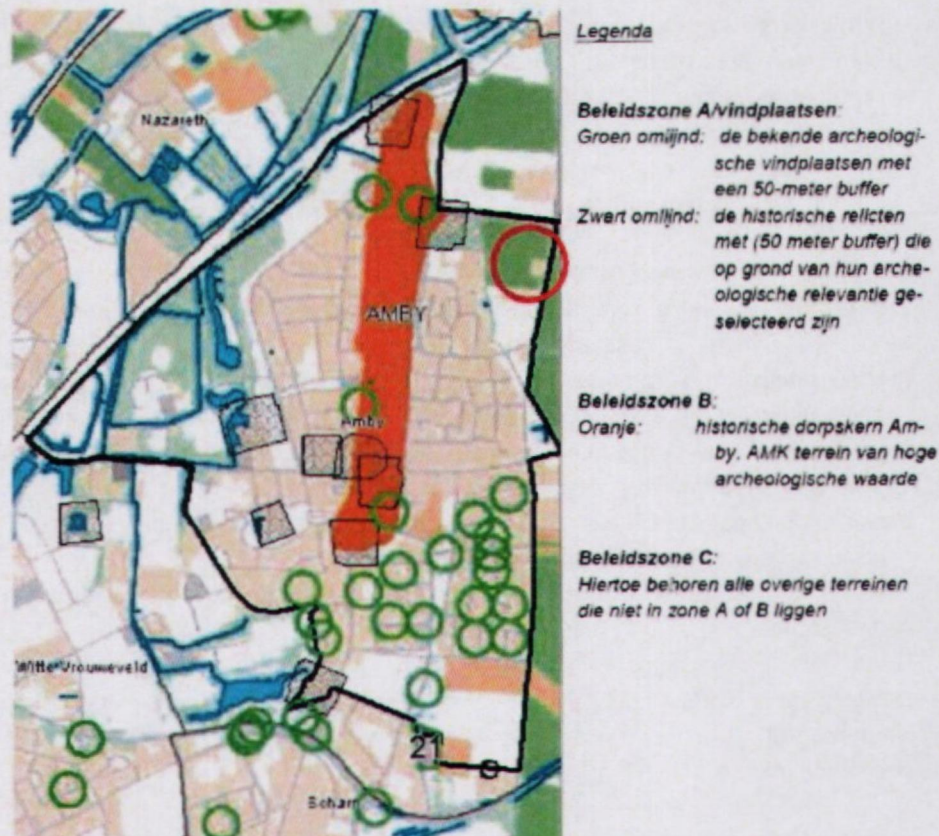 Legenda
Beleidszone A/vindplaatsen:
Groen omlijnd: de bekende archeologi-
sche vindplaatsen met
een 50-meter buffer
Zwart omlijnd: de historische relicten
met (50 meter buffer) die
op grond van hun arche-
ologische relevantie ge-
selecteerd zijn
Beleidszone B:
Oranje: historische dorpskern Am-
by, AMK terrein van hoge
archeologische waarde
Beleidszone C:
Hiertoe behoren alle overige terreinen
die niet in zone A of B liggen
Nazareth
AMBY
Amby
Witte Vrouweveld
21
Scharn